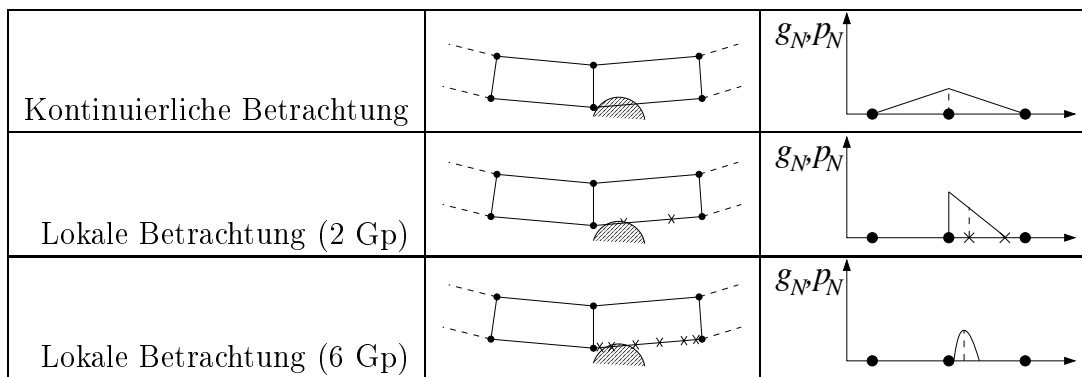 g_N,p_N
Kontinuierliche Betrachtung
g_N,p_N
Lokale Betrachtung (2 Gp)
g_N,p_N
Lokale Betrachtung (6 Gp)